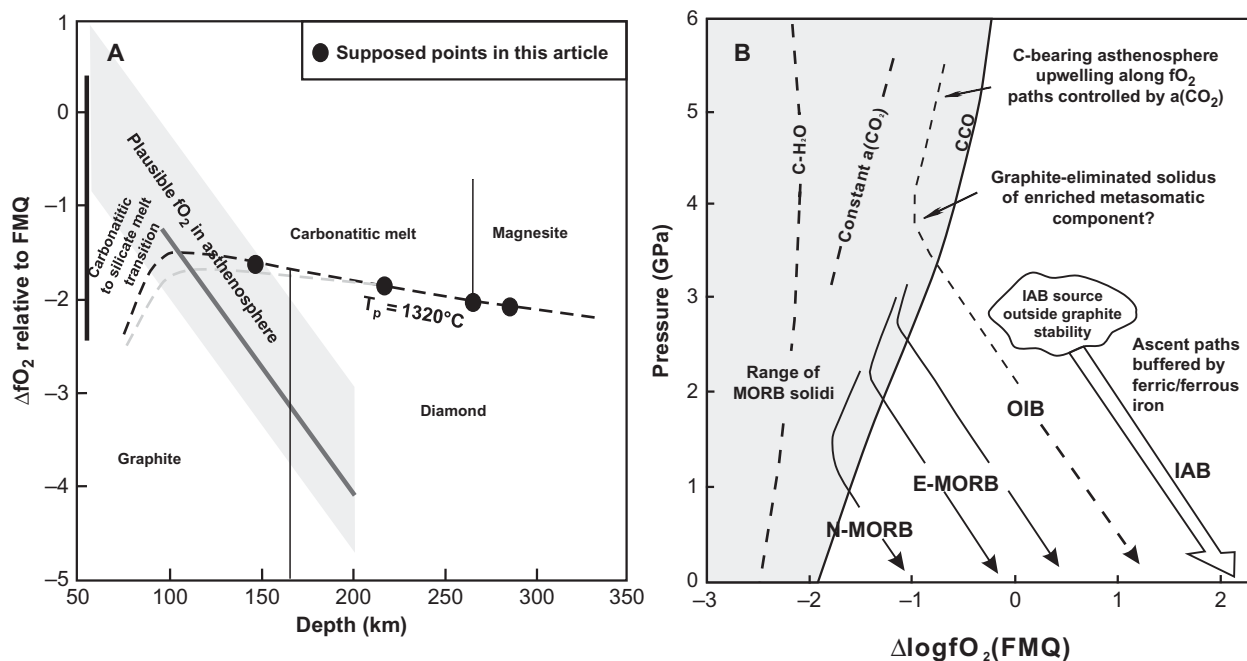 A
Supposed points in this article
1
0
–1
–2
–3
–4
–5
ΔfO₂ relative to FMQ
Carbonatitic
to silicate melt
transition
Plausible fO₂ in asthenosphere
Carbonatitic melt
Magnesite
Tₚ = 1320°C
Diamond
Graphite
50
100
150
200
250
300
350
Depth (km)
B
6
5
4
3
2
1
0
Pressure (GPa)
C-H₂O
Constant a(CO₂)
CCO
C-bearing asthenosphere
upwelling along fO₂
paths controlled by a(CO₂)
Graphite-eliminated solidus
of enriched metasomatic
component?
IAB source
outside graphite
stability
Ascent paths
buffered by
ferric/ferrous
iron
Range of
MORB solidi
OIB
IAB
E-MORB
N-MORB
–3
–2
–1
0
1
2
ΔlogfO₂(FMQ)